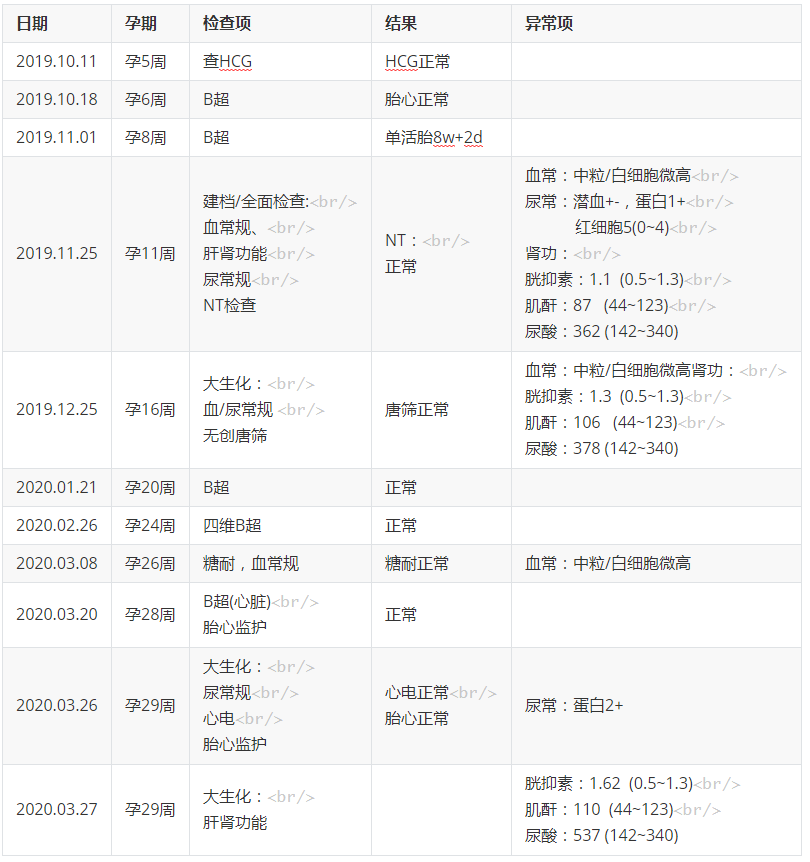 日期 孕期 检查项 结果 异常项
2019.10.11 孕5周 查HCG HCG正常
2019.10.18 孕6周 B超 胎心正常
2019.11.01 孕8周 B超 单活胎8w+2d
2019.11.25 孕11周
建档/全面检查:<br/>
血常规、<br/>
肝肾功能<br/>
尿常规<br/>
NT检查
NT：<br/>
正常
血常：中粒/白细胞微高<br/>
尿常：潜血+-，蛋白1+<br/>
红细胞5(0~4)<br/>
肾功：<br/>
胱抑素：1.1 (0.5~1.3)<br/>
肌酐：87 (44~123)<br/>
尿酸：362 (142~340)
2019.12.25 孕16周
大生化：<br/>
血/尿常规 <br/>
无创唐筛
唐筛正常
血常：中粒/白细胞微高肾功：<br/>
胱抑素：1.3 (0.5~1.3)<br/>
肌酐：106 (44~123)<br/>
尿酸：378 (142~340)
2020.01.21 孕20周 B超 正常
2020.02.26 孕24周 四维B超 正常
2020.03.08 孕26周 糖耐，血常规 糖耐正常 血常：中粒/白细胞微高
2020.03.20 孕28周
B超(心脏)<br/>
胎心监护
正常
2020.03.26 孕29周
大生化：<br/>
尿常规<br/>
心电<br/>
胎心监护
心电正常<br/>
胎心正常
尿常：蛋白2+
2020.03.27 孕29周
大生化：<br/>
肝肾功能
胱抑素：1.62 (0.5~1.3)<br/>
肌酐：110 (44~123)<br/>
尿酸：537 (142~340)